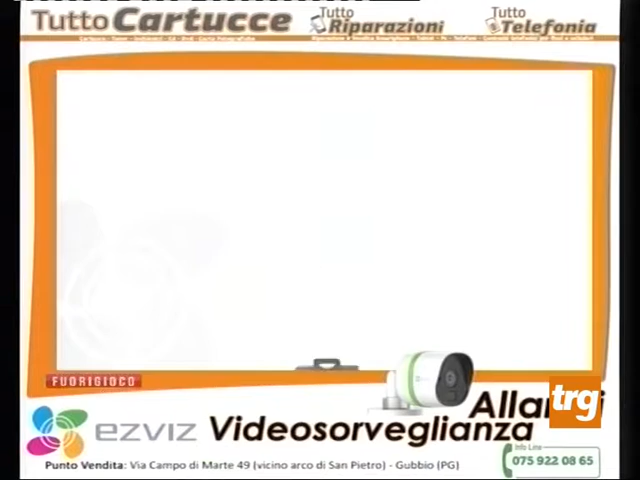 Tutto Cartucce
Tutto Riparazioni
Tutto Telefonia
FUORIGIOCO
trg
ezviz Videosorveglianza
Info Line
Punto Vendita: Via Campo di Marte 49 (vicino arco di San Pietro) - Gubbio (PG)
075 922 08 65